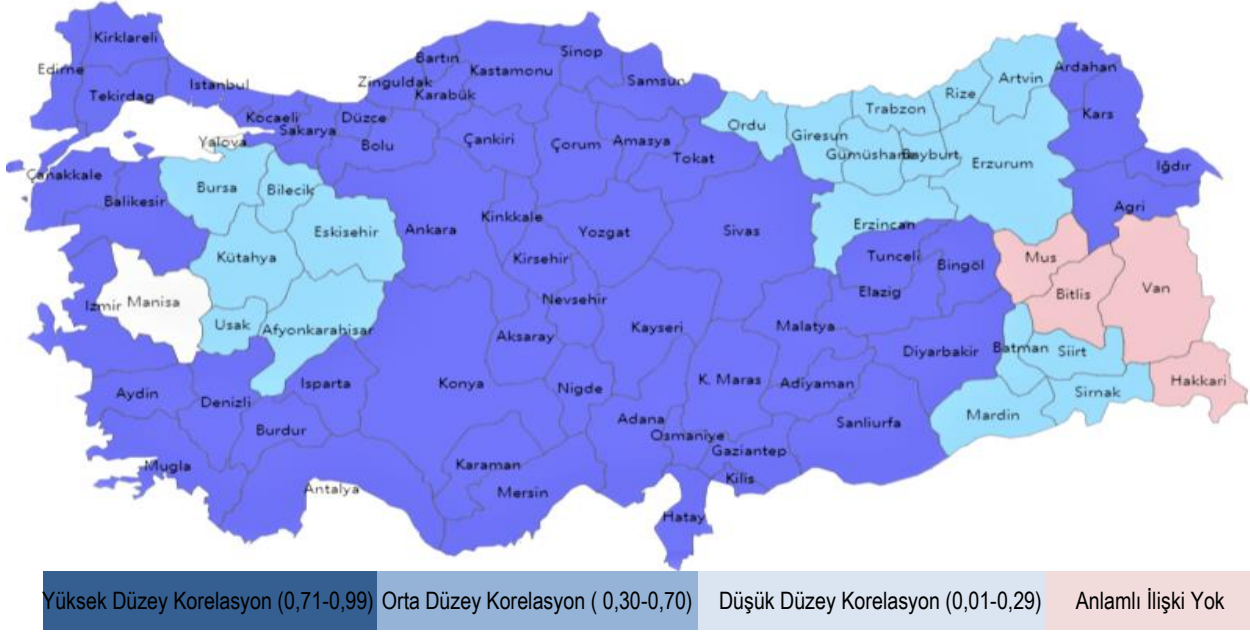 Kirklareli
Edirne
Tekirdag
Istanbul
Kocaeli
Yalova
Sakarya
Düzce
Bolu
Zinguldak
Bartın
Karabük
Kastamonu
Sinop
Samsun
Çankiri
Çorum
Amasya
Tokat
Ordu
Giresun
Trabzon
Gümüshane
Bayburt
Rize
Artvin
Ardahan
Kars
Iğdır
Agri
Erzurum
Erzincan
Çanakkale
Balikesir
Bursa
Bilecik
Eskisehir
Kütahya
Ankara
Kinkkale
Kirsehir
Yozgat
Sivas
Tunceli
Bingöl
Elazig
Mus
Bitlis
Van
Izmir
Manisa
Usak
Afyonkarahisar
Nevsehir
Aksaray
Kayseri
Malatya
Diyarbakir
Batman
Siirt
Sirnak
Hakkari
Mardin
Aydin
Denizli
Isparta
Burdur
Konya
Nigde
K. Maras
Adiyaman
Sanliurfa
Adana
Osmaniye
Gaziantep
Kilis
Mugla
Antalya
Karaman
Mersin
Hatay
Yüksek Düzey Korelasyon (0,71-0,99)
Orta Düzey Korelasyon ( 0,30-0,70)
Düşük Düzey Korelasyon (0,01-0,29)
Anlamlı İlişki Yok